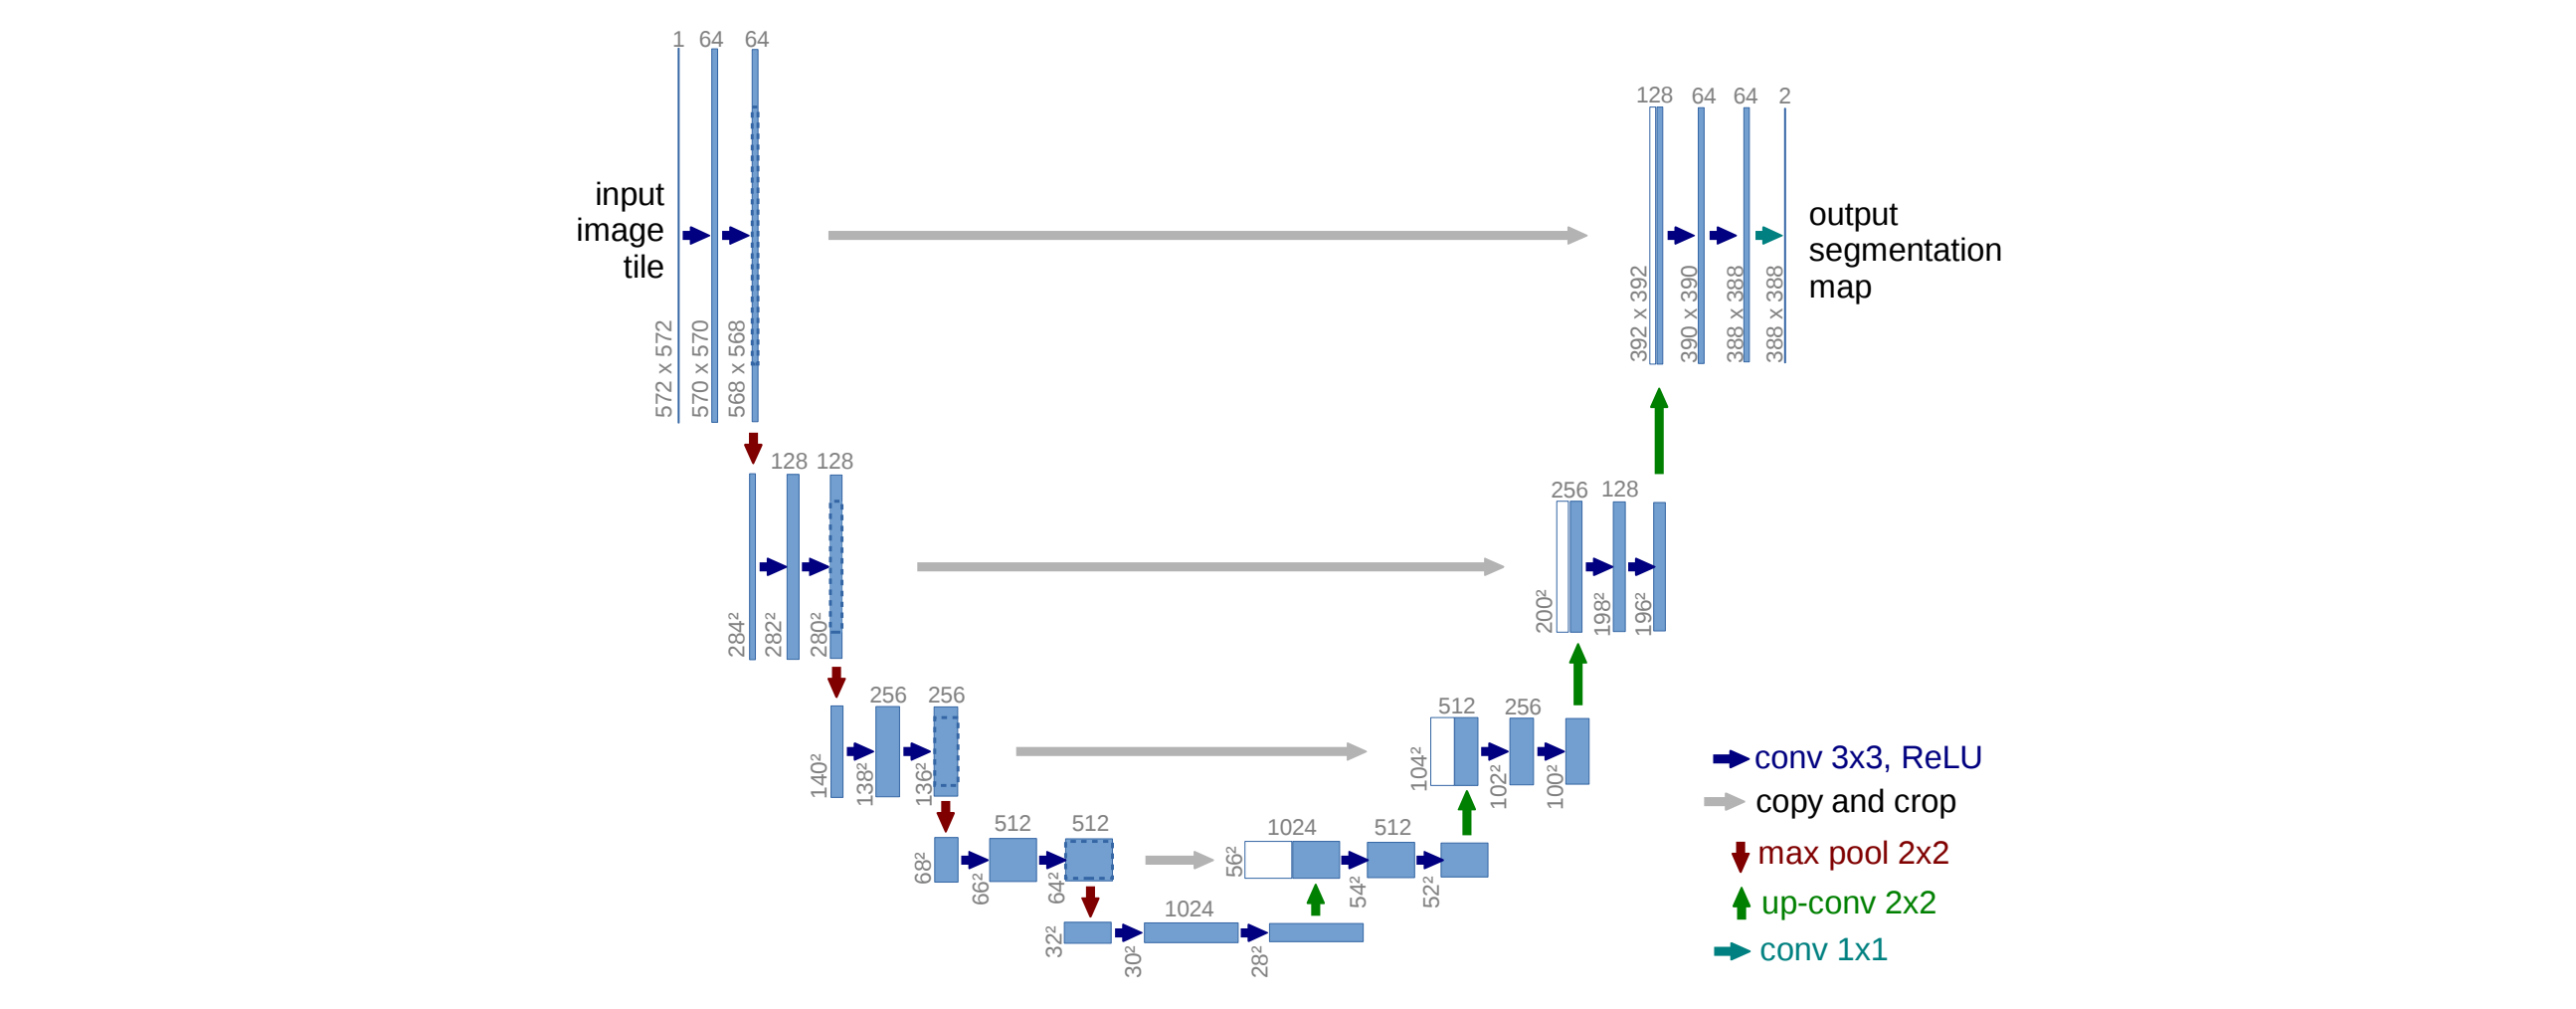 1 64 64
input
image
tile
572 x 572
570 x 570
568 x 568
128 64 64 2
output
segmentation
map
392 x 392
390 x 390
388 x 388
388 x 388
128 128
284²
282²
280²
256 128
200²
198²
196²
256 256
140²
138²
136²
512 256
104²
102²
100²
512 512
68²
66²
64²
1024 512
56²
54²
52²
1024
32²
30²
28²
conv 3x3, ReLU
copy and crop
max pool 2x2
up-conv 2x2
conv 1x1